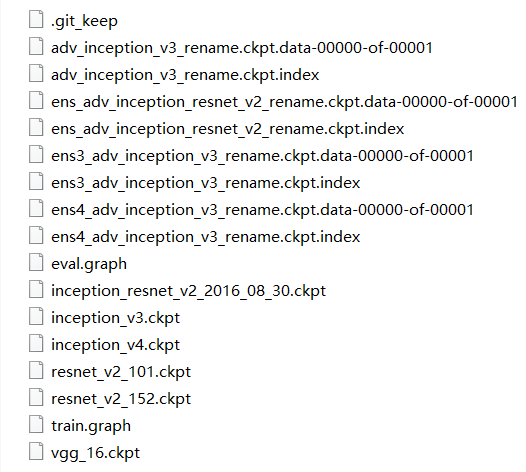 .git_keep
adv_inception_v3_rename.ckpt.data-00000-of-00001
adv_inception_v3_rename.ckpt.index
ens_adv_inception_resnet_v2_rename.ckpt.data-00000-of-00001
ens_adv_inception_resnet_v2_rename.ckpt.index
ens3_adv_inception_v3_rename.ckpt.data-00000-of-00001
ens3_adv_inception_v3_rename.ckpt.index
ens4_adv_inception_v3_rename.ckpt.data-00000-of-00001
ens4_adv_inception_v3_rename.ckpt.index
eval.graph
inception_resnet_v2_2016_08_30.ckpt
inception_v3.ckpt
inception_v4.ckpt
resnet_v2_101.ckpt
resnet_v2_152.ckpt
train.graph
vgg_16.ckpt